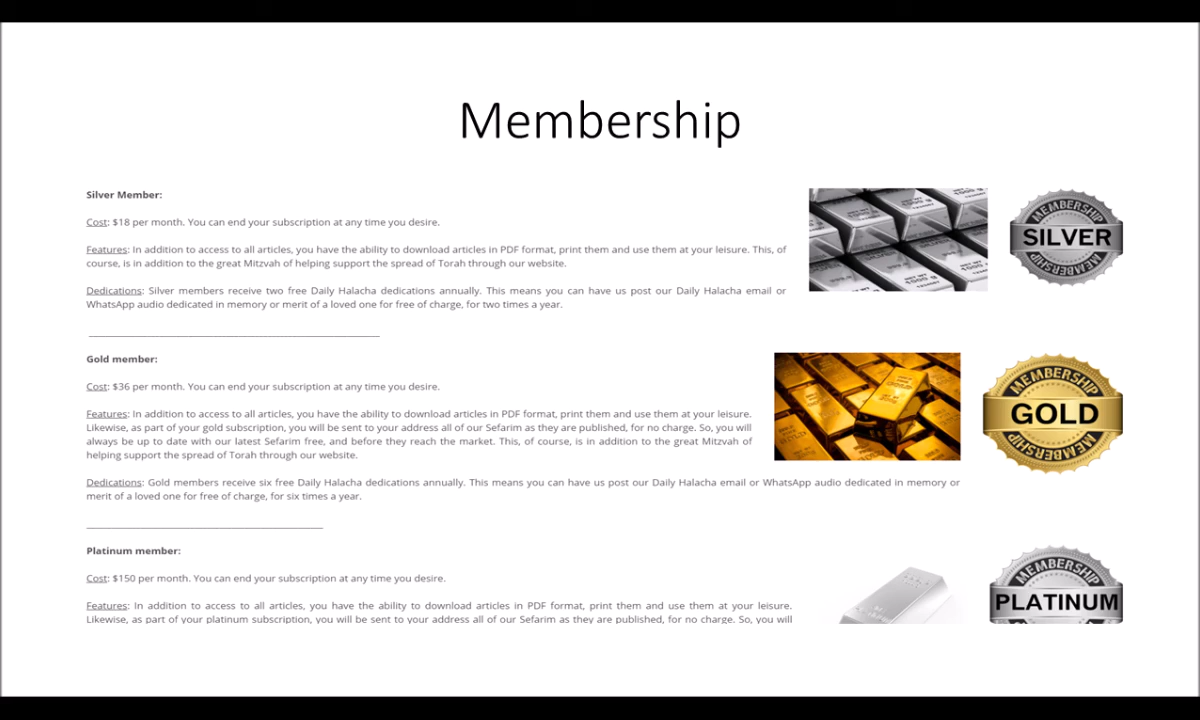 Membership
Silver Member:
Cost: $18 per month. You can end your subscription at any time you desire.
Features: In addition to access to all articles, you have the ability to download articles in PDF format, print them and use them at your leisure. This, of
course, is in addition to the great Mitzvah of helping support the spread of Torah through our website.
Dedications: Silver members receive two free Daily Halacha dedications annually. This means you can have us post our Daily Halacha email or
WhatsApp audio dedicated in memory or merit of a loved one for free of charge, for two times a year.
MEMBERSHIP
SILVER
MEMBERSHIP
Gold member:
Cost: $36 per month. You can end your subscription at any time you desire.
Features: In addition to access to all articles, you have the ability to download articles in PDF format, print them and use them at your leisure.
Likewise, as part of your gold subscription, you will be sent to your address all of our Sefarim as they are published, for no charge. So, you will
always be up to date with our latest Sefarim free, and before they reach the market. This, of course, is in addition to the great Mitzvah of
helping support the spread of Torah through our website.
MEMBERSHIP
GOLD
MEMBERSHIP
Dedications: Gold members receive six free Daily Halacha dedications annually. This means you can have us post our Daily Halacha email or WhatsApp audio dedicated in memory or
merit of a loved one for free of charge, for six times a year.
Platinum member:
Cost: $150 per month. You can end your subscription at any time you desire.
Features: In addition to access to all articles, you have the ability to download articles in PDF format, print them and use them at your leisure.
Likewise, as part of your platinum subscription, you will be sent to your address all of our Sefarim as they are published, for no charge. So, you will
MEMBERSHIP
PLATINUM